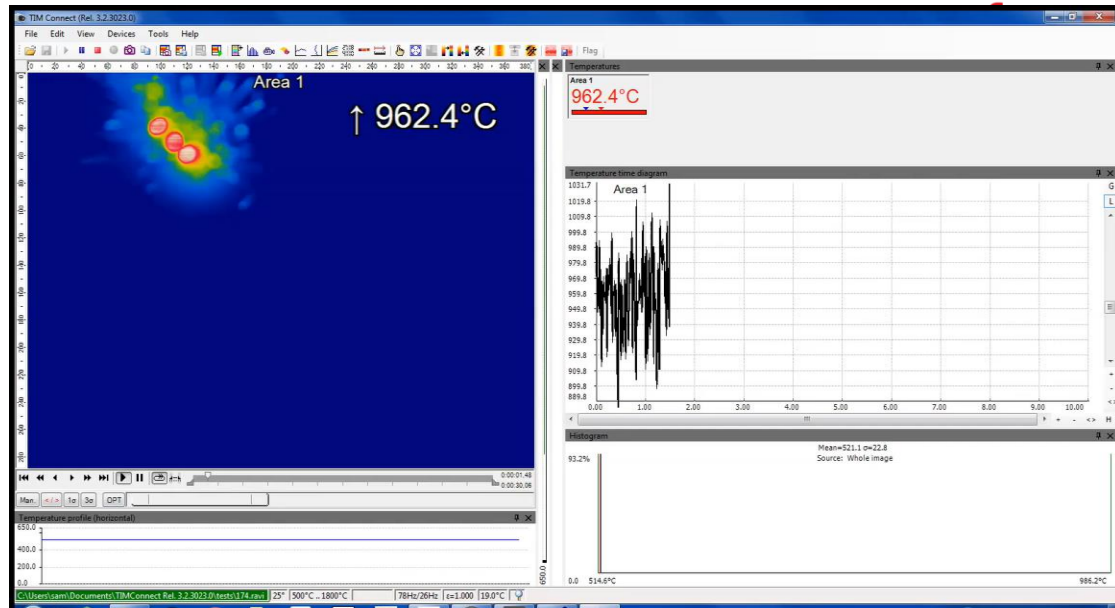 TIM Connect (Rel. 3.2.3023.0)
File Edit View Devices Tools Help
Flag
Area 1
↑ 962.4°C
Temperatures
Area 1
962.4°C
Temperature time diagram
Area 1
1031.7
1019.8
1009.8
999.8
989.8
979.8
969.8
959.8
949.8
939.8
929.8
919.8
909.8
899.8
889.8
0.00 1.00 2.00 3.00 4.00 5.00 6.00 7.00 8.00 9.00 10.00
G
L
E
H
Histogram
Mean=521.1 σ=22.8
Source: Whole image
93.2%
0.0 514.6°C 986.2°C
0:00:01.48
0:00:30.06
Man. </> 1σ 3σ OPT
Temperature profile (horizontal)
650.0
400.0
200.0
0.0
650.0
C:\Users\sam\Documents\TIMConnect Rel. 3.2.3023.0\tests\174.ravi 25° 500°C .. 1800°C 78Hz/26Hz ε=1.000 19.0°C